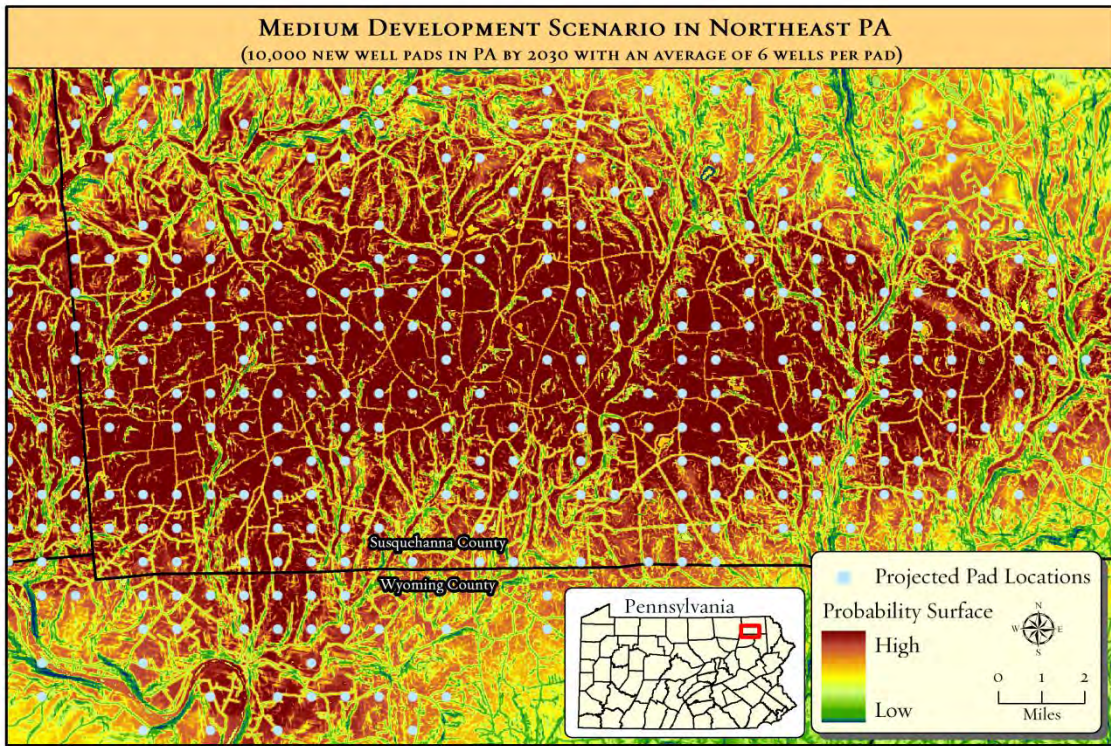 Medium Development Scenario in Northeast PA
(10,000 new well pads in PA by 2030 with an average of 6 wells per pad)
Susquehanna County
Wyoming County
Pennsylvania
Projected Pad Locations
Probability Surface
High
Low
N
W E
S
0 1 2
Miles